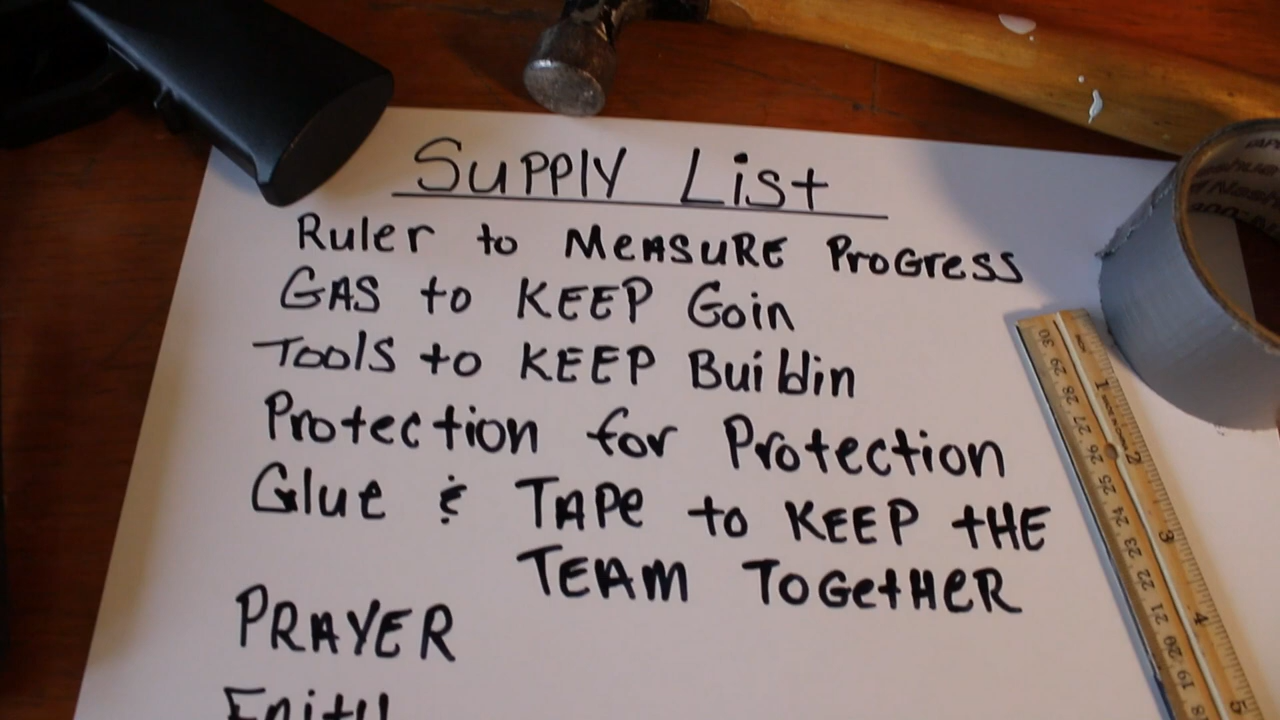 Supply List
Ruler to Measure Progress
Gas to KEEP Goin
Tools to KEEP Buildin
Protection for Protection
Glue & Tape to KEEP tHE
TEAM TogetHeR
PRAYER